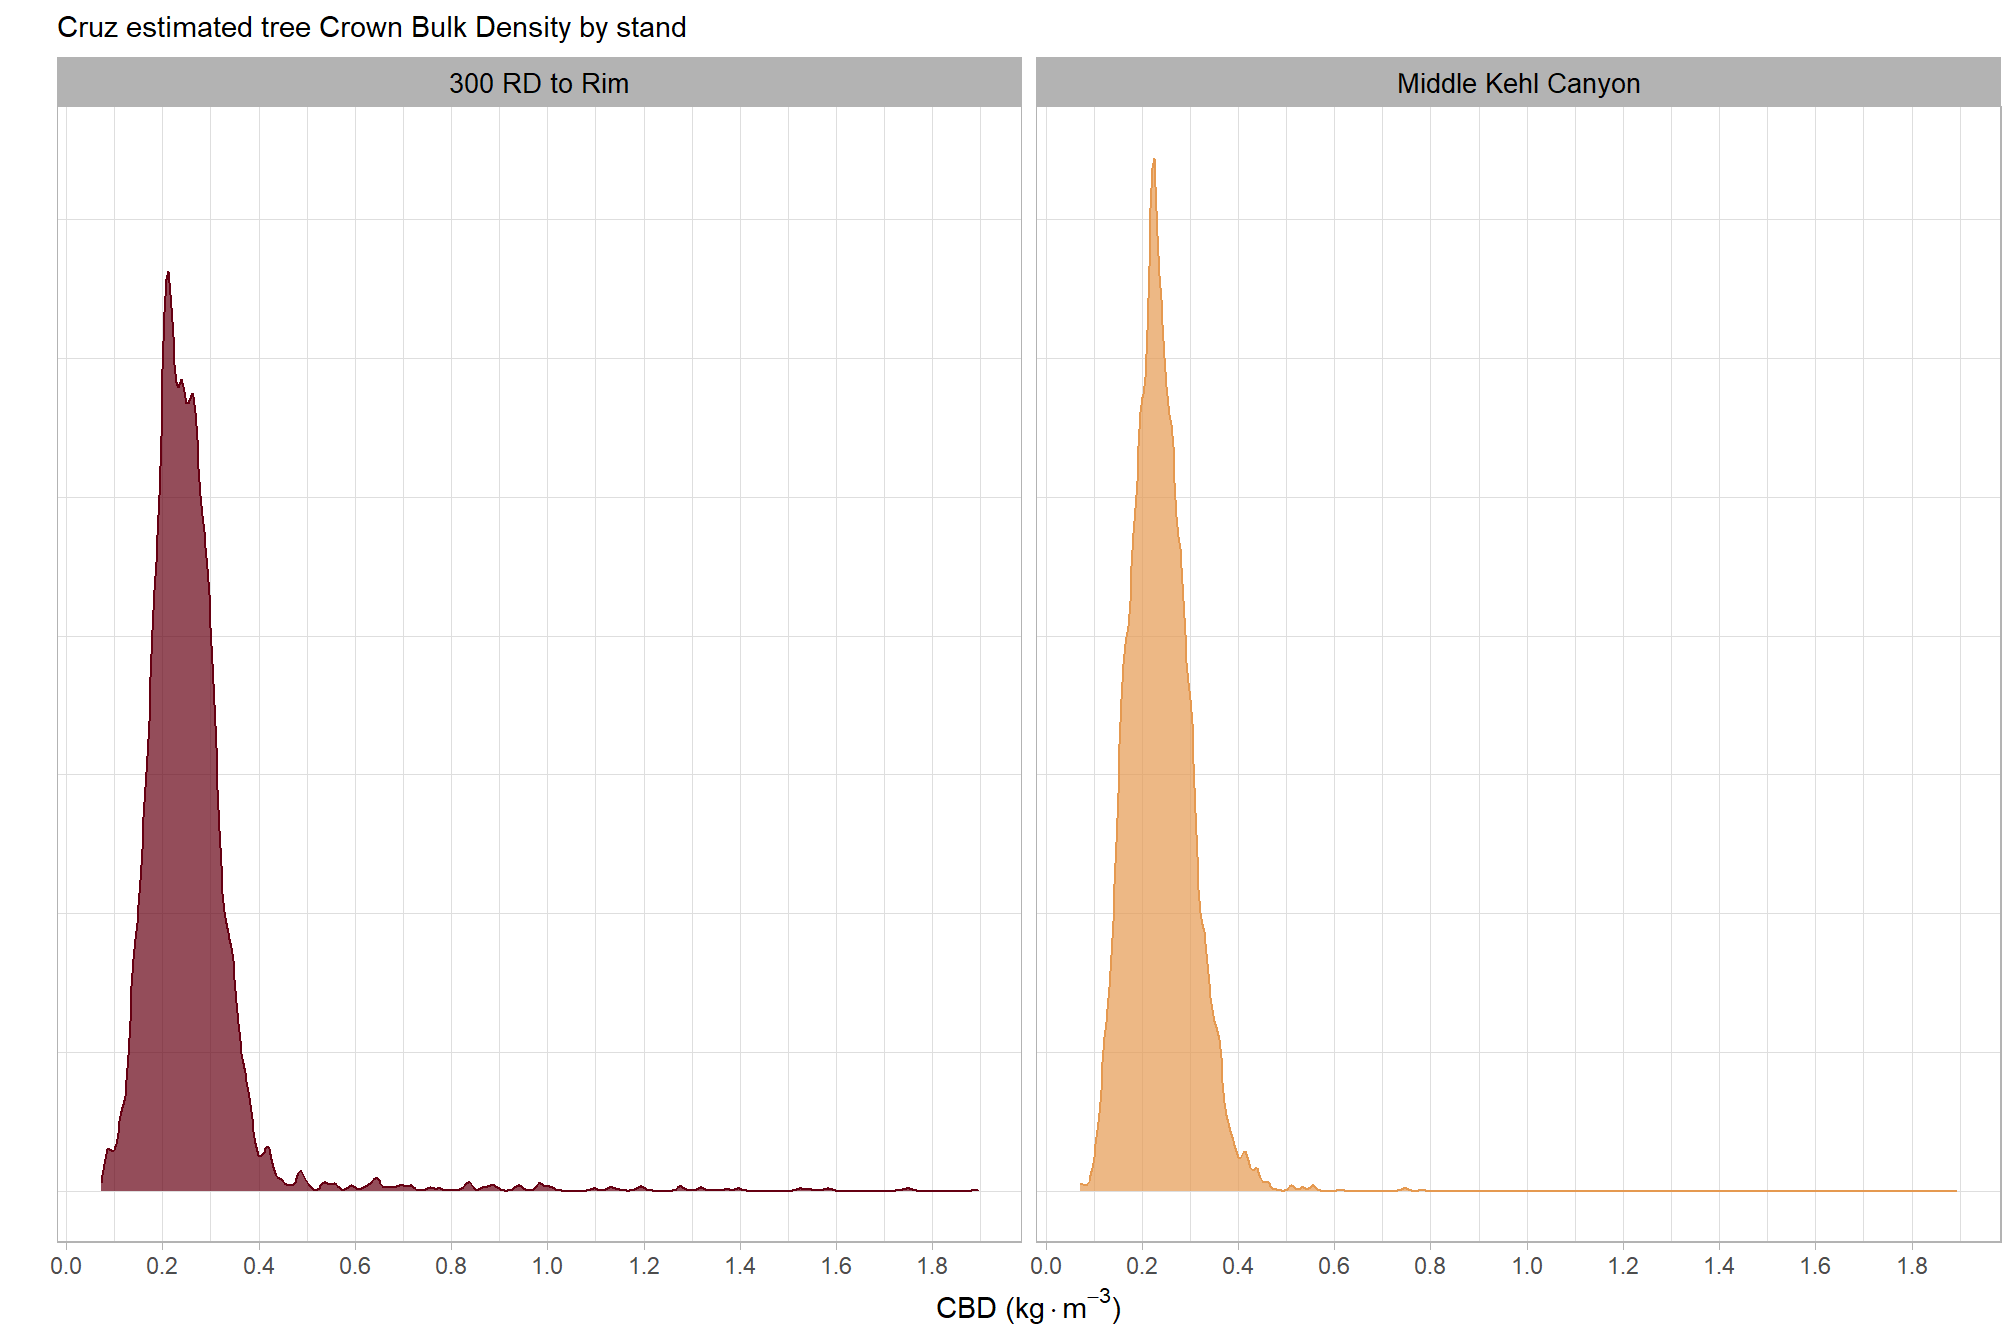 Cruz estimated tree Crown Bulk Density by stand
300 RD to Rim
Middle Kehl Canyon
0.0 0.2 0.4 0.6 0.8 1.0 1.2 1.4 1.6 1.8
0.0 0.2 0.4 0.6 0.8 1.0 1.2 1.4 1.6 1.8
CBD (kg·m⁻³)